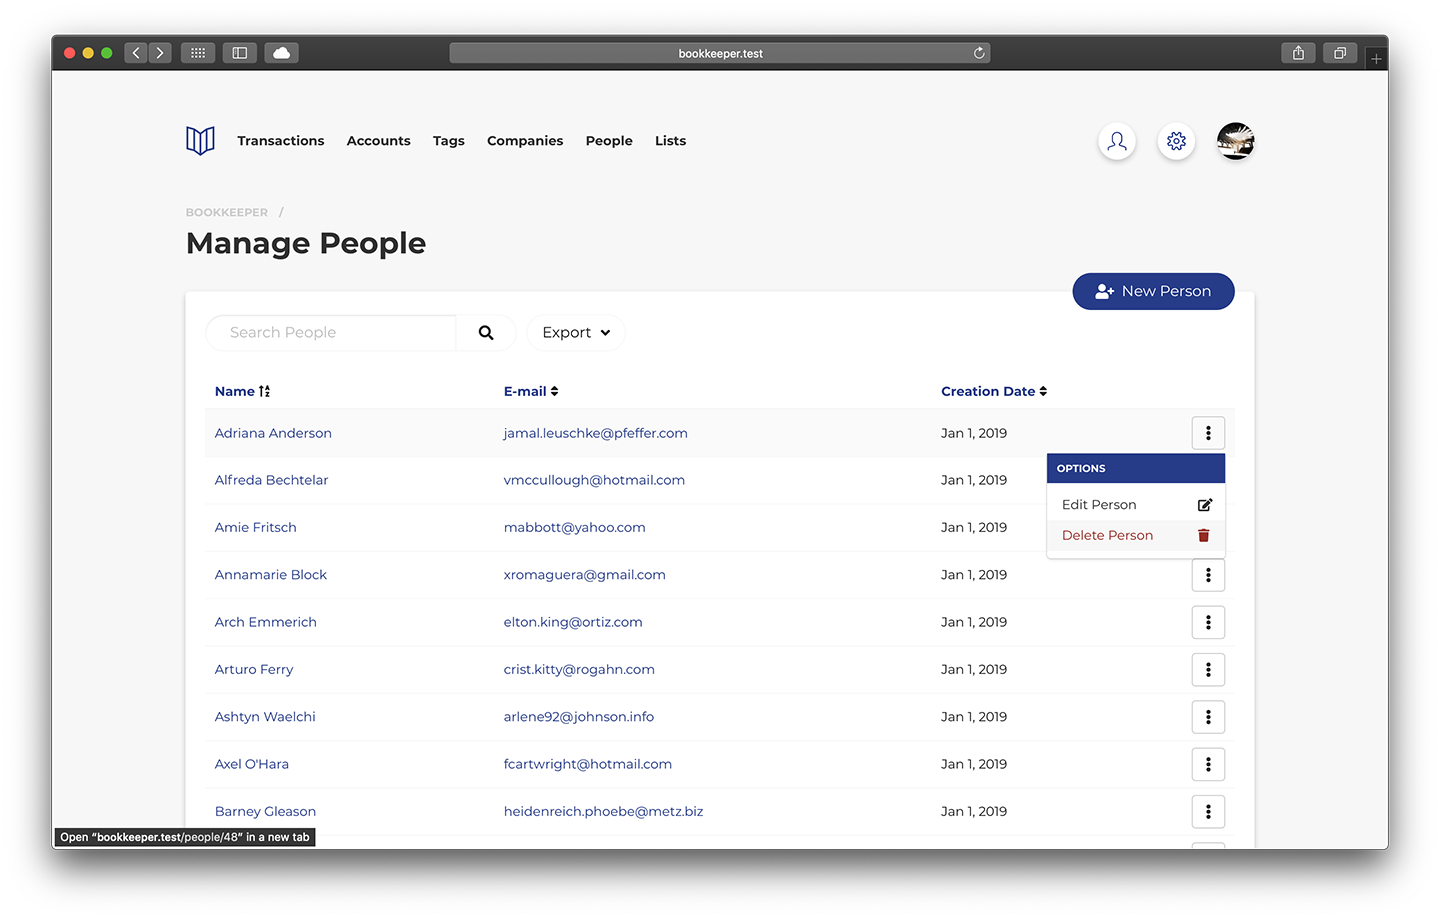 bookkeeper.test
Transactions Accounts Tags Companies People Lists
BOOKKEEPER /
Manage People
New Person
Search People Export
Name E-mail Creation Date
Adriana Anderson jamal.leuschke@pfeffer.com Jan 1, 2019
OPTIONS
Alfreda Bechtelar vmccullough@hotmail.com Jan 1, 2019
Edit Person
Amie Fritsch mabbott@yahoo.com Jan 1, 2019
Delete Person
Annamarie Block xromaguera@gmail.com Jan 1, 2019
Arch Emmerich elton.king@ortiz.com Jan 1, 2019
Arturo Ferry crist.kitty@rogahn.com Jan 1, 2019
Ashtyn Waelchi arlene92@johnson.info Jan 1, 2019
Axel O'Hara fcartwright@hotmail.com Jan 1, 2019
Barney Gleason heidenreich.phoebe@metz.biz Jan 1, 2019
Open “bookkeeper.test/people/48” in a new tab